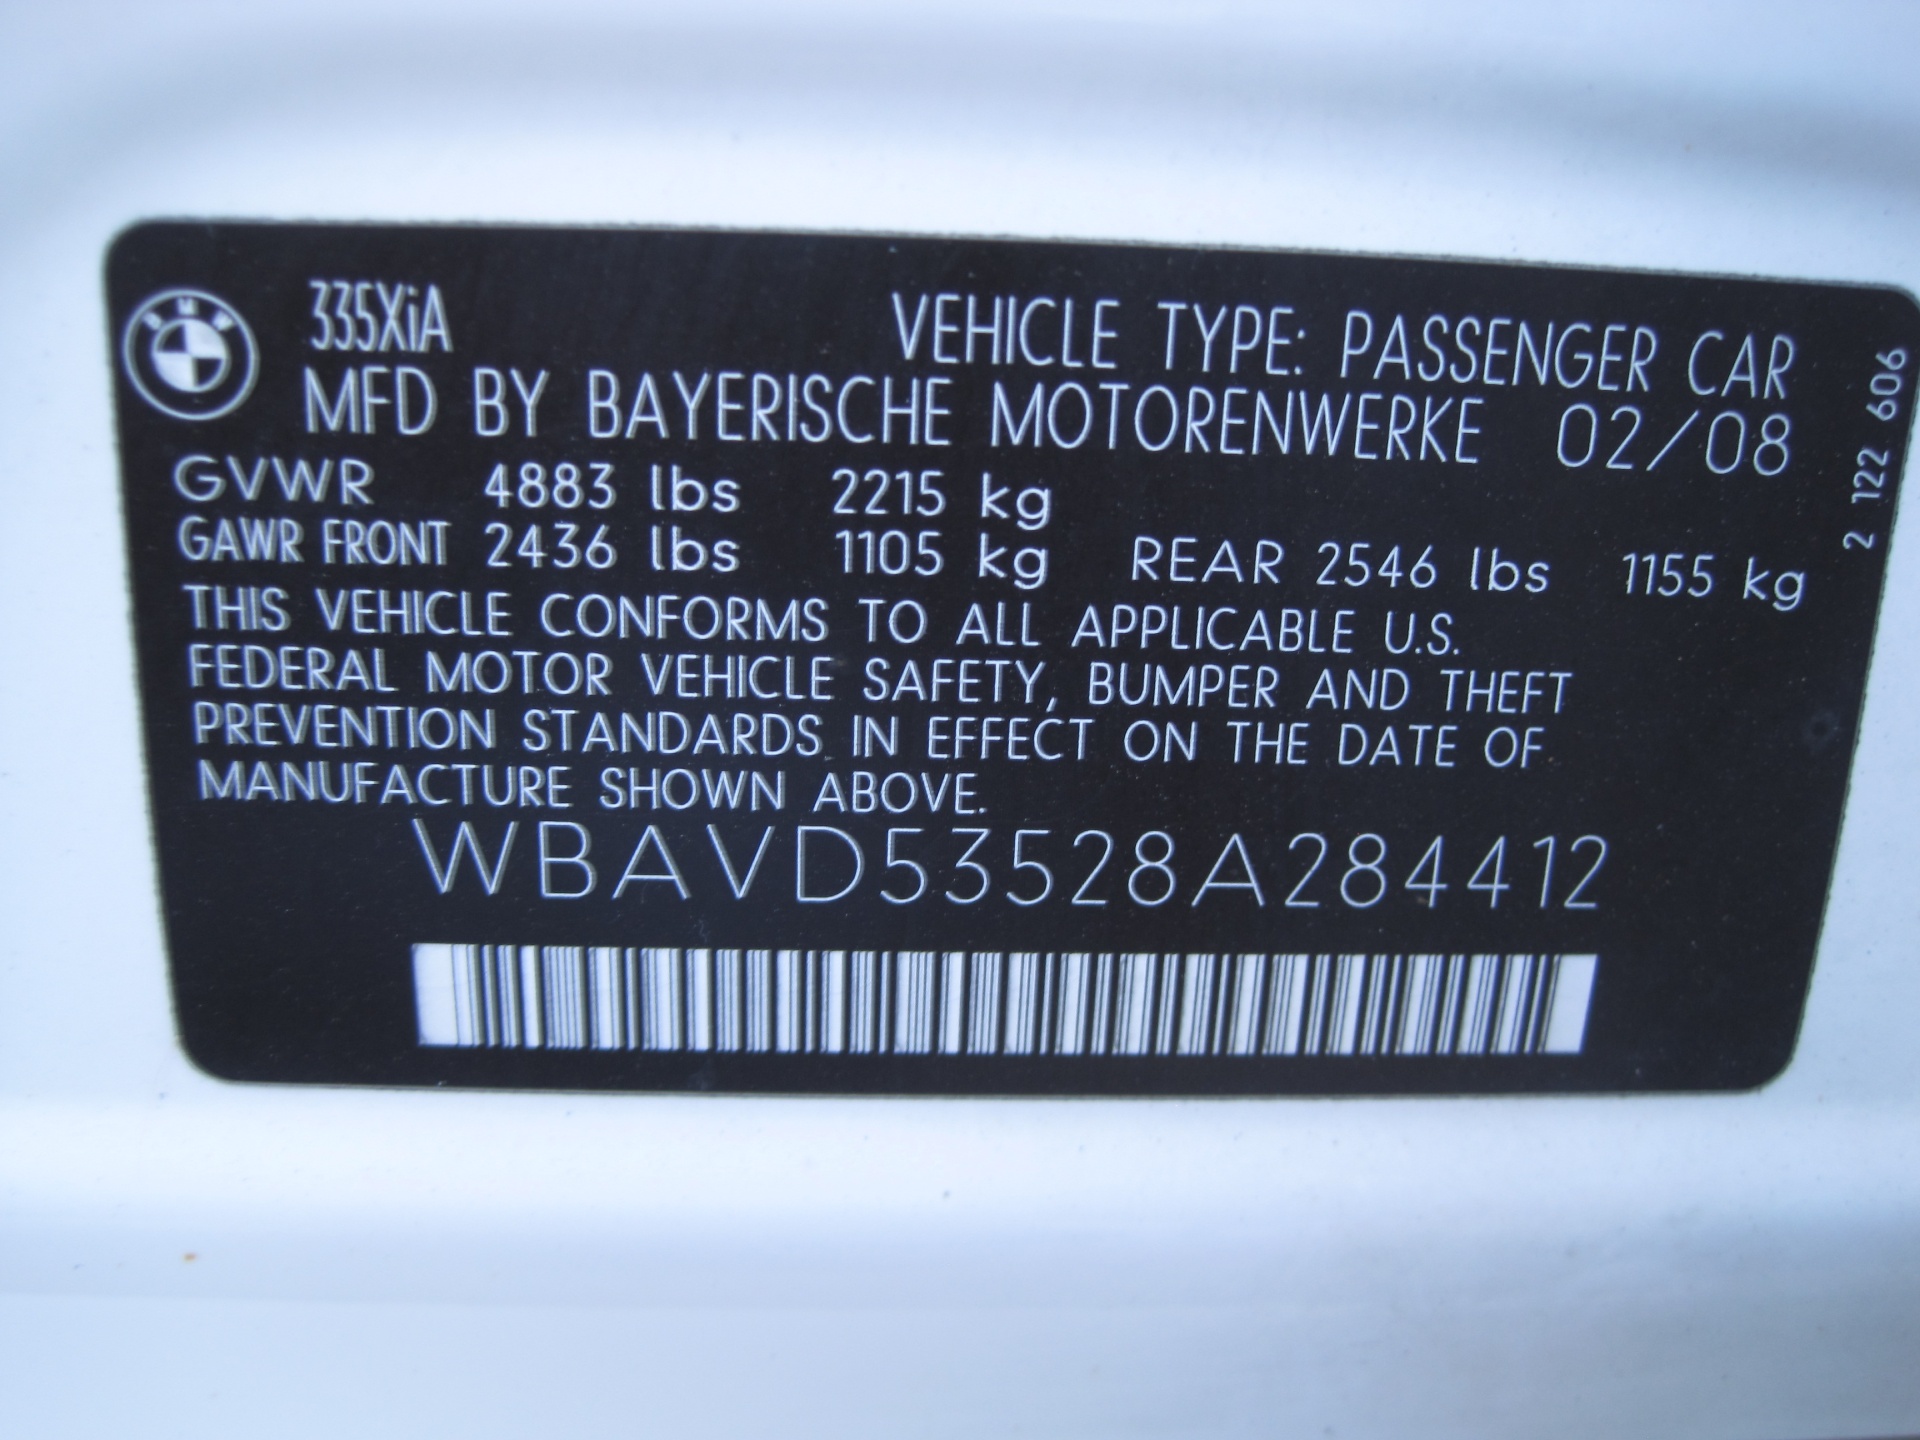 BMW
335XiA
VEHICLE TYPE: PASSENGER CAR
MFD BY BAYERISCHE MOTORENWERKE 02/08
GVWR 4883 lbs 2215 kg
GAWR FRONT 2436 lbs 1105 kg REAR 2546 lbs 1155 kg
THIS VEHICLE CONFORMS TO ALL APPLICABLE U.S.
FEDERAL MOTOR VEHICLE SAFETY, BUMPER AND THEFT
PREVENTION STANDARDS IN EFFECT ON THE DATE OF
MANUFACTURE SHOWN ABOVE.
WBAVD53528A284412
2 122 606